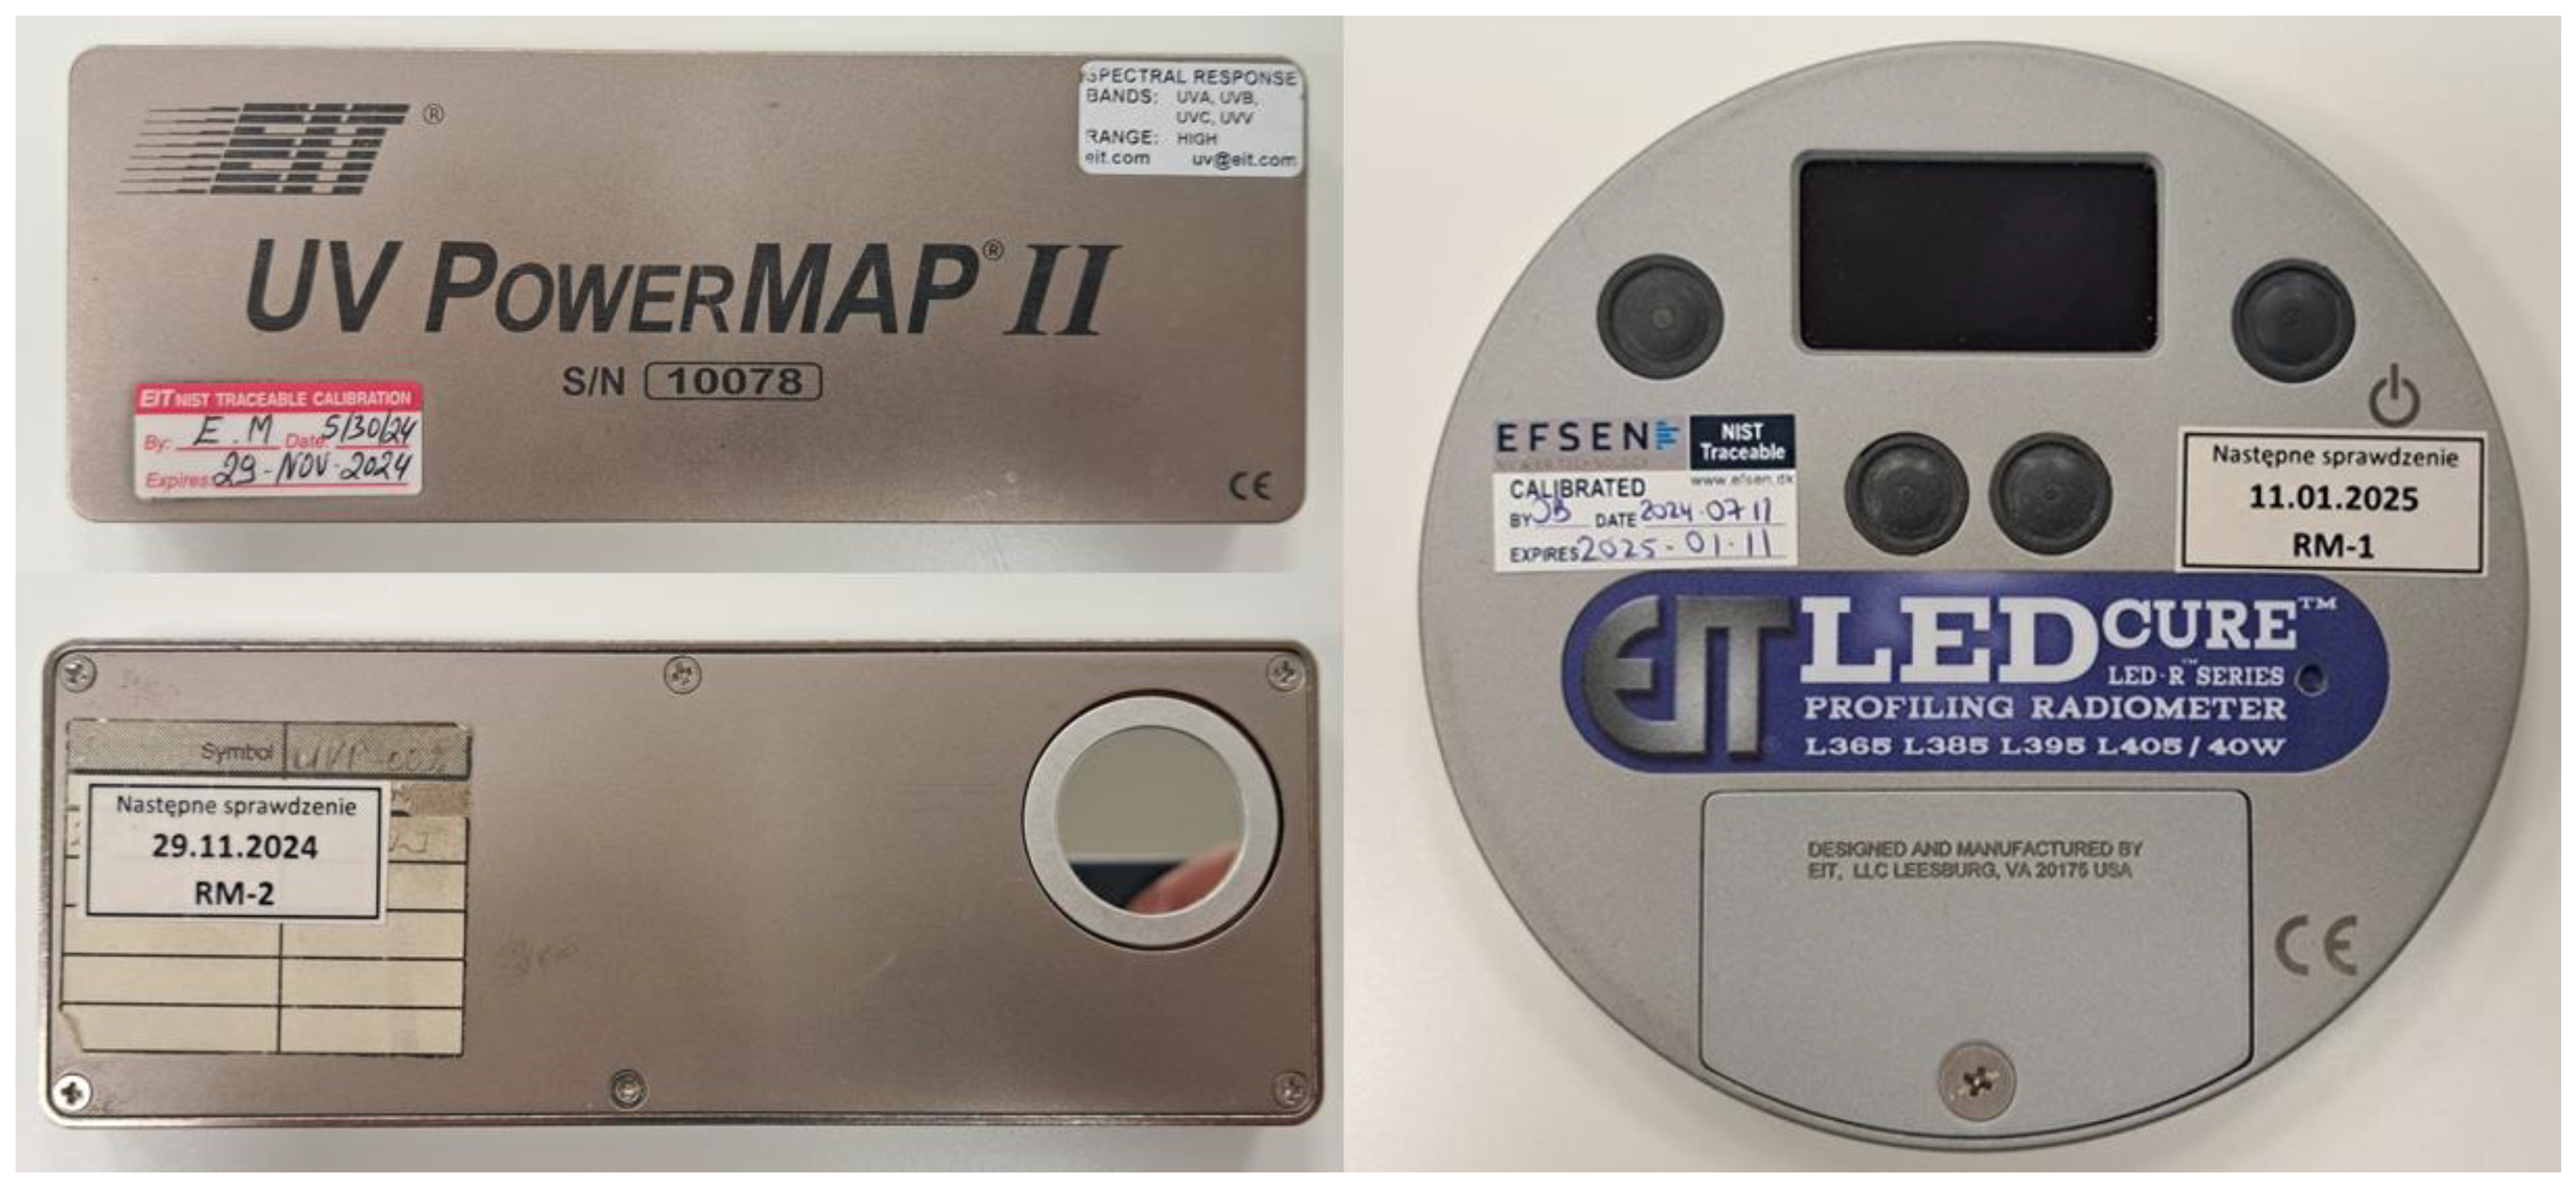 EIT®
SPECTRAL RESPONSE
BANDS: UVA, UVB,
UVC, UVV
RANGE: HIGH
eit.com uv@eit.com
UV POWERMAP® II
S/N 10078
EIT NIST TRACEABLE CALIBRATION
By: E.M Date: 5/30/24
Expires: 29-NOV-2024
CE
Symbol
Następne sprawdzenie
29.11.2024
RM-2
EFSEN
NIST
Traceable
www.efsen.dk
CALIBRATED
BY JB DATE 2024-07-11
EXPIRES 2025-01-11
Następne sprawdzenie
11.01.2025
RM-1
EIT LEDCURE™
LED-R™ SERIES
PROFILING RADIOMETER
L365 L385 L395 L405 / 40W
DESIGNED AND MANUFACTURED BY
EIT, LLC LEESBURG, VA 20175 USA
CE